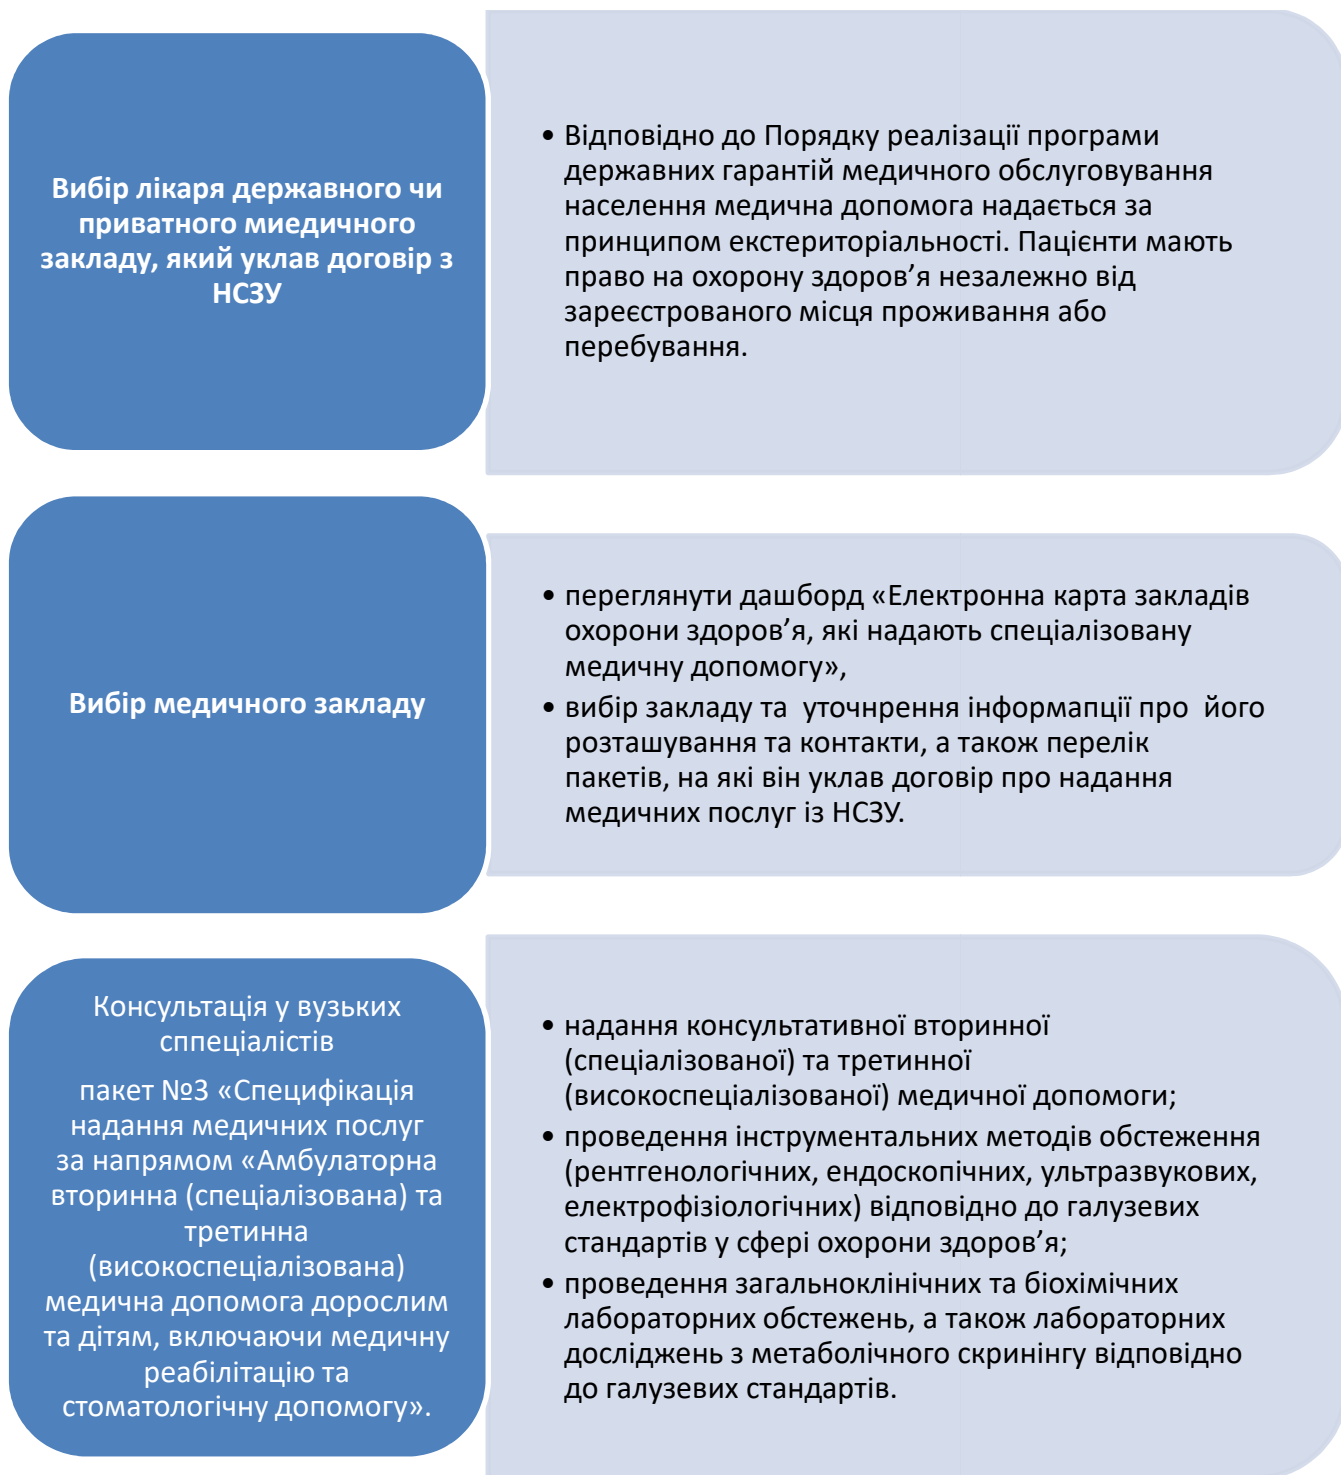 Вибір лікаря державного чи
приватного миедичного
закладу, який уклав договір з
НСЗУ
• Відповідно до Порядку реалізації програми
державних гарантій медичного обслуговування
населення медична допомога надається за
принципом екстериторіальності. Пацієнти мають
право на охорону здоров’я незалежно від
зареєстрованого місця проживання або
перебування.
Вибір медичного закладу
• переглянути дашборд «Електронна карта закладів
охорони здоров’я, які надають спеціалізовану
медичну допомогу»,
• вибір закладу та  уточнрення інформапції про  його
розташування та контакти, а також перелік
пакетів, на які він уклав договір про надання
медичних послуг із НСЗУ.
Консультація у вузьких
сппеціалістів
пакет №3 «Специфікація
надання медичних послуг
за напрямом «Амбулаторна
вторинна (спеціалізована) та
третинна
(високоспеціалізована)
медична допомога дорослим
та дітям, включаючи медичну
реабілітацію та
стоматологічну допомогу».
• надання консультативної вторинної
(спеціалізованої) та третинної
(високоспеціалізованої) медичної допомоги;
• проведення інструментальних методів обстеження
(рентгенологічних, ендоскопічних, ультразвукових,
електрофізіологічних) відповідно до галузевих
стандартів у сфері охорони здоров’я;
• проведення загальноклінічних та біохімічних
лабораторних обстежень, а також лабораторних
досліджень з метаболічного скринінгу відповідно
до галузевих стандартів.